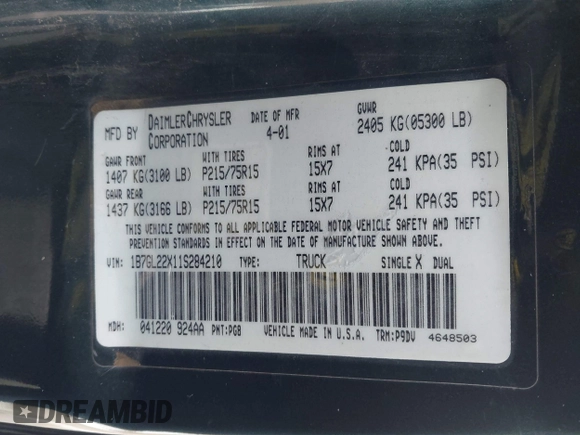 MFD BY DAIMLERCHRYSLER CORPORATION DATE OF MFR 4-01 GVWR 2405 KG(05300 LB)
GAWR FRONT WITH TIRES RIMS AT COLD
1407 KG(3100 LB) P215/75R15 15X7 241 KPA(35 PSI)
GAWR REAR WITH TIRES RIMS AT COLD
1437 KG(3166 LB) P215/75R15 15X7 241 KPA(35 PSI)
THIS VEHICLE CONFORMS TO ALL APPLICABLE FEDERAL MOTOR VEHICLE SAFETY AND THEFT
PREVENTION STANDARDS IN EFFECT ON THE DATE OF MANUFACTURE SHOWN ABOVE.
VIN: 1B7GL22X11S284210 TYPE: TRUCK SINGLE X DUAL
MDH: 041220 924AA PNT:PG8 VEHICLE MADE IN U.S.A. TRM:P9DV 4648503
DREAMBID